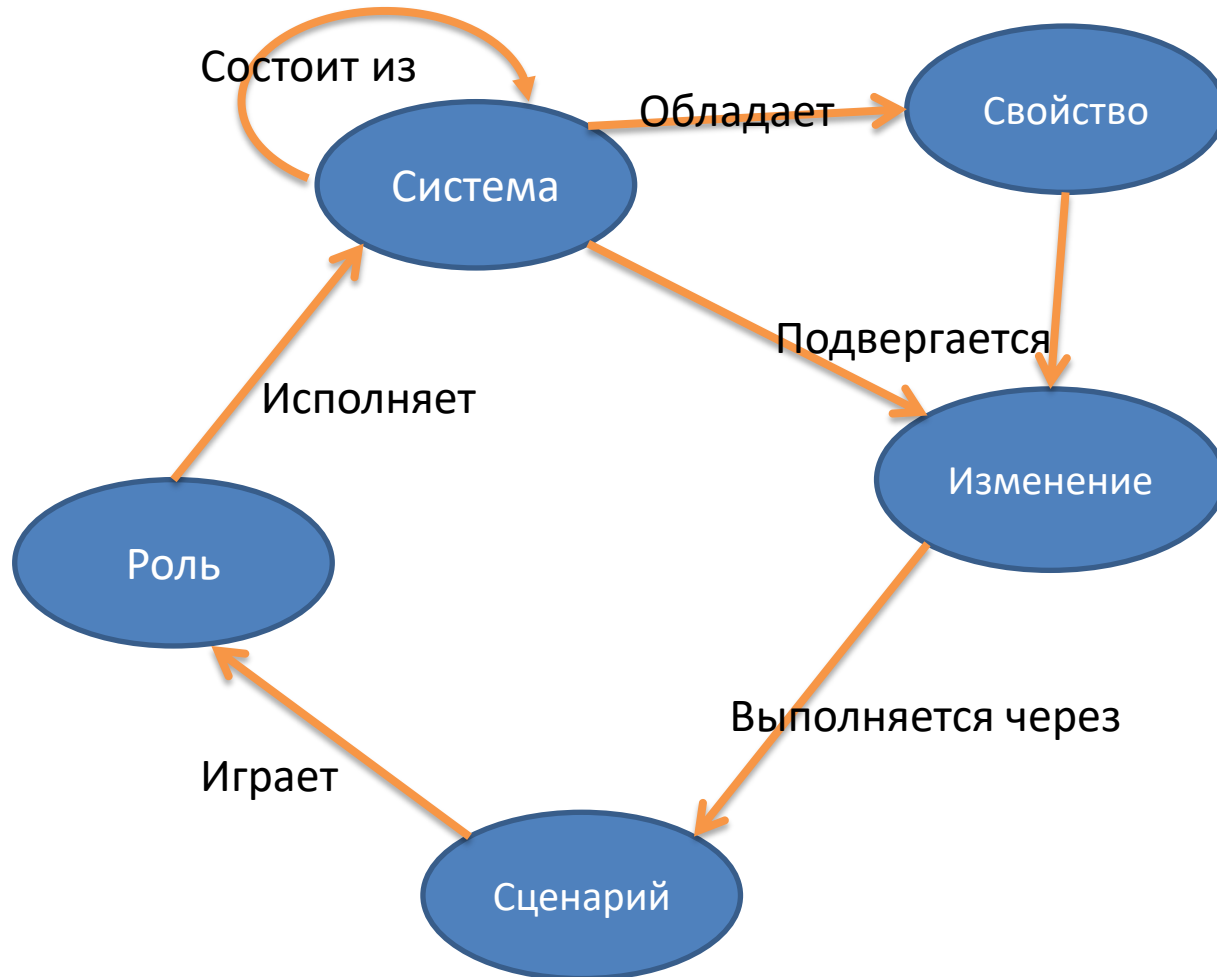 Состоит из
Обладает
Свойство
Система
Подвергается
Исполняет
Изменение
Роль
Выполняется через
Играет
Сценарий